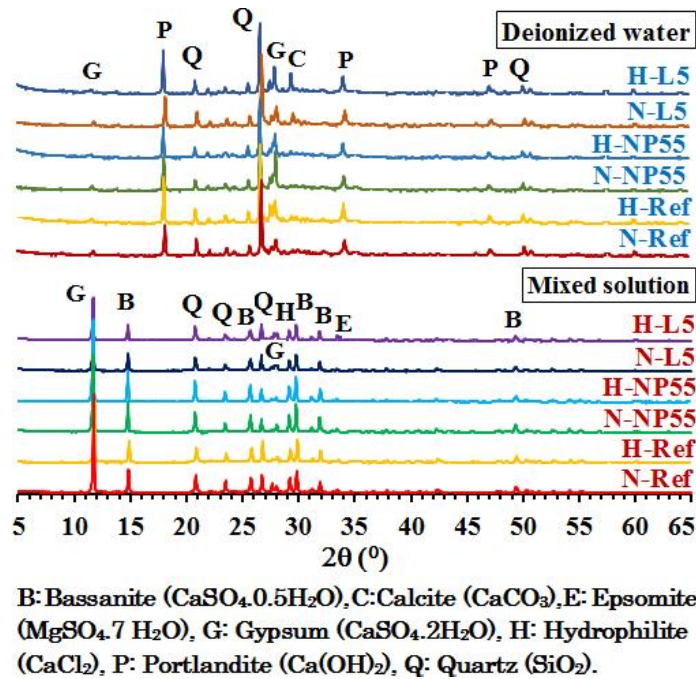 Deionized water
G P Q Q G C P P Q
H-L5
N-L5
H-NP55
N-NP55
H-Ref
N-Ref
Mixed solution
G B Q Q B Q H B B E B
G
H-L5
N-L5
H-NP55
N-NP55
H-Ref
N-Ref
5 10 15 20 25 30 35 40 45 50 55 60 65
2θ (⁰)
B: Bassanite (CaSO₄.0.5H₂O), C:Calcite (CaCO₃),E: Epsomite
(MgSO₄.7 H₂O), G: Gypsum (CaSO₄.2H₂O), H: Hydrophilite
(CaCl₂), P: Portlandite (Ca(OH)₂), Q: Quartz (SiO₂).